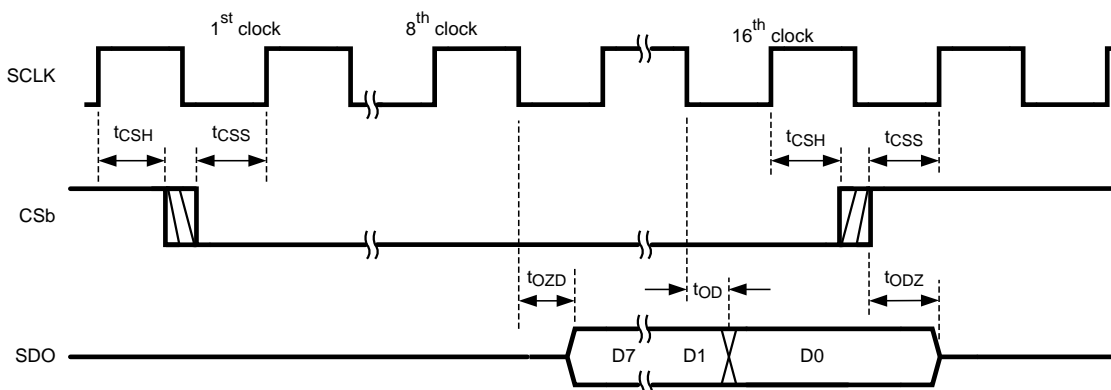 1st clock 8th clock 16th clock
SCLK
tCSH tCSS tCSH tCSS
CSb
tOZD tOD tODZ
SDO D7 D1 D0